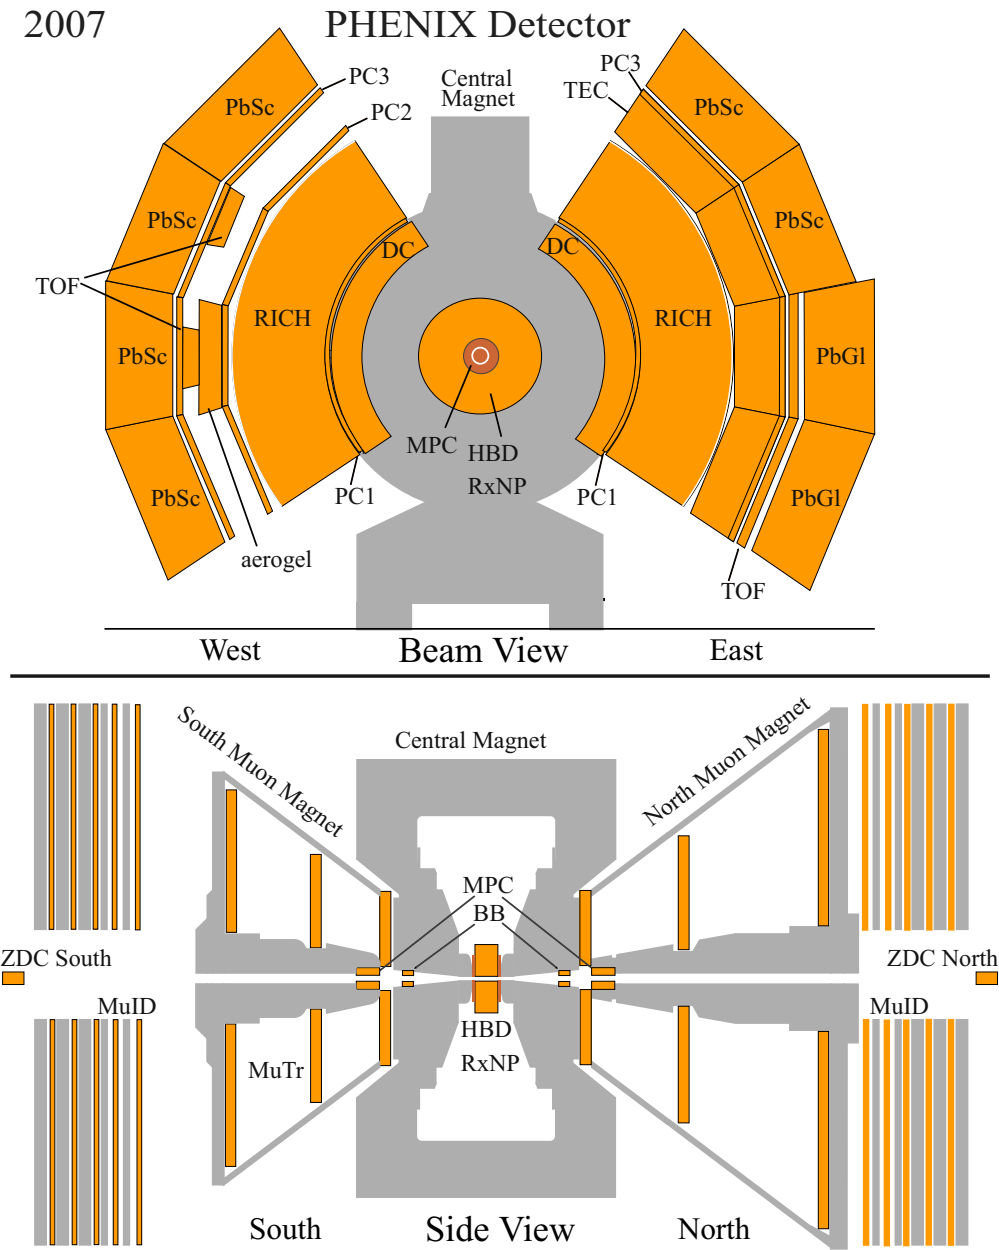 2007
PHENIX Detector
PC3
Central
Magnet
PC3
TEC
PbSc
PC2
PbSc
PbSc
PbSc
DC
DC
TOF
RICH
RICH
PbSc
PbGl
MPC
HBD
RxNP
PC1
PC1
PbSc
PbGl
aerogel
TOF
West
Beam View
East
South Muon Magnet
Central Magnet
North Muon Magnet
MPC
BB
ZDC South
ZDC North
MuID
MuID
HBD
RxNP
MuTr
South
Side View
North